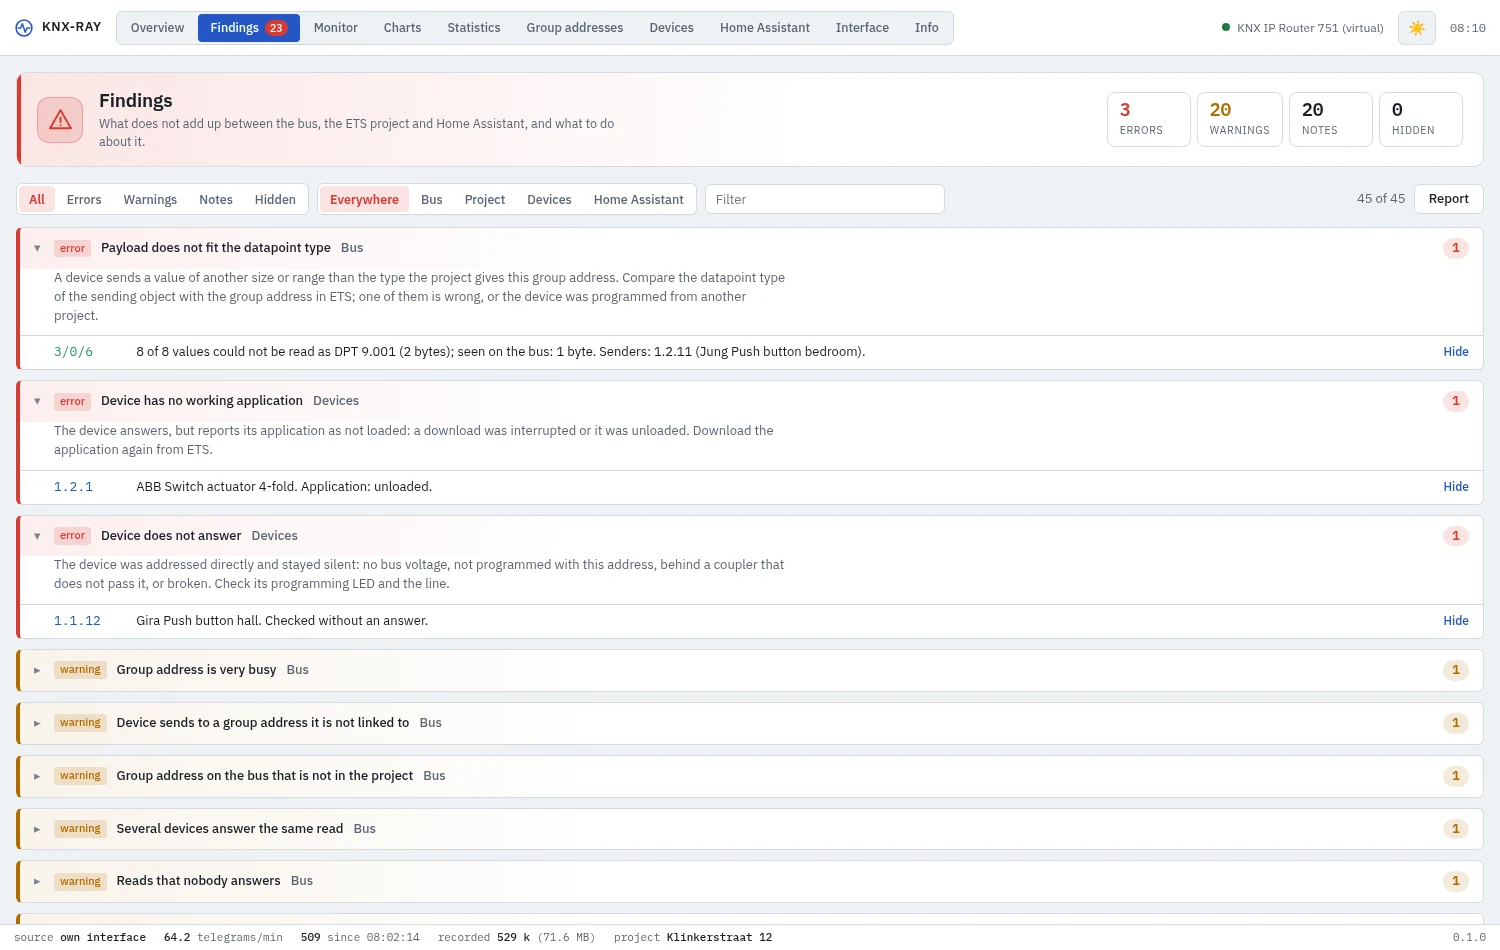 KNX-RAY
Overview Findings 23 Monitor Charts Statistics Group addresses Devices Home Assistant Interface Info
KNX IP Router 751 (virtual) 08:10
Findings
What does not add up between the bus, the ETS project and Home Assistant, and what to do
about it.
3 20 20 0
ERRORS WARNINGS NOTES HIDDEN
All Errors Warnings Notes Hidden Everywhere Bus Project Devices Home Assistant Filter 45 of 45 Report
▼ error Payload does not fit the datapoint type Bus 1
A device sends a value of another size or range than the type the project gives this group address. Compare the datapoint type
of the sending object with the group address in ETS; one of them is wrong, or the device was programmed from another
project.
3/0/6 8 of 8 values could not be read as DPT 9.001 (2 bytes); seen on the bus: 1 byte. Senders: 1.2.11 (Jung Push button bedroom). Hide
▼ error Device has no working application Devices 1
The device answers, but reports its application as not loaded: a download was interrupted or it was unloaded. Download the
application again from ETS.
1.2.1 ABB Switch actuator 4-fold. Application: unloaded. Hide
▼ error Device does not answer Devices 1
The device was addressed directly and stayed silent: no bus voltage, not programmed with this address, behind a coupler that
does not pass it, or broken. Check its programming LED and the line.
1.1.12 Gira Push button hall. Checked without an answer. Hide
▶ warning Group address is very busy Bus 1
▶ warning Device sends to a group address it is not linked to Bus 1
▶ warning Group address on the bus that is not in the project Bus 1
▶ warning Several devices answer the same read Bus 1
▶ warning Reads that nobody answers Bus 1
source own interface 64.2 telegrams/min 509 since 08:02:14 recorded 529 k (71.6 MB) project Klinkerstraat 12 0.1.0